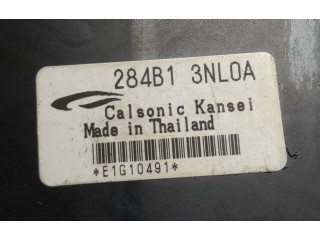 284B1 3NL0A
Calsonic Kansei
Made in Thailand
*E1G10491*